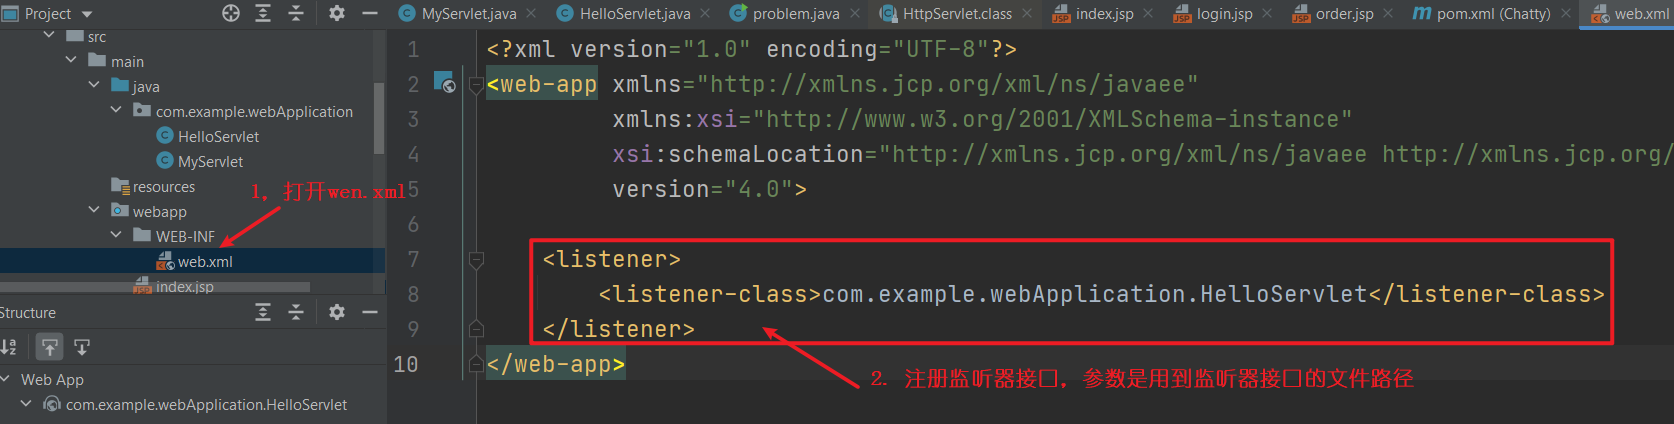 Project
MyServlet.java
HelloServlet.java
problem.java
HttpServlet.class
index.jsp
login.jsp
order.jsp
pom.xml (Chatty)
web.xml
src
main
java
com.example.webApplication
HelloServlet
MyServlet
resources
webapp
WEB-INF
web.xml
index.jsp
1, 打开wen.xml
Structure
Web App
com.example.webApplication.HelloServlet
1 <?xml version="1.0" encoding="UTF-8"?>
2 <web-app xmlns="http://xmlns.jcp.org/xml/ns/javaee"
3 xmlns:xsi="http://www.w3.org/2001/XMLSchema-instance"
4 xsi:schemaLocation="http://xmlns.jcp.org/xml/ns/javaee http://xmlns.jcp.org/
5 version="4.0">
6
7 <listener>
8 <listener-class>com.example.webApplication.HelloServlet</listener-class>
9 </listener>
10 </web-app>
2. 注册监听器接口, 参数是用到监听器接口的文件路径